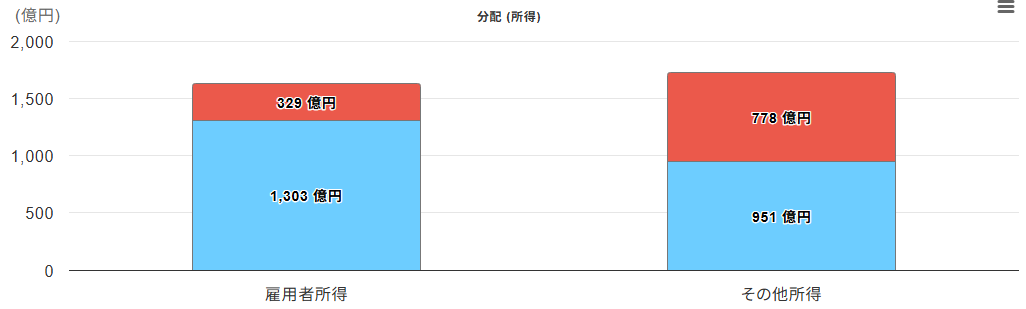 (億円)
分配 (所得)
2,000
1,500
1,000
500
0
329 億円
1,303 億円
778 億円
951 億円
雇用者所得
その他所得